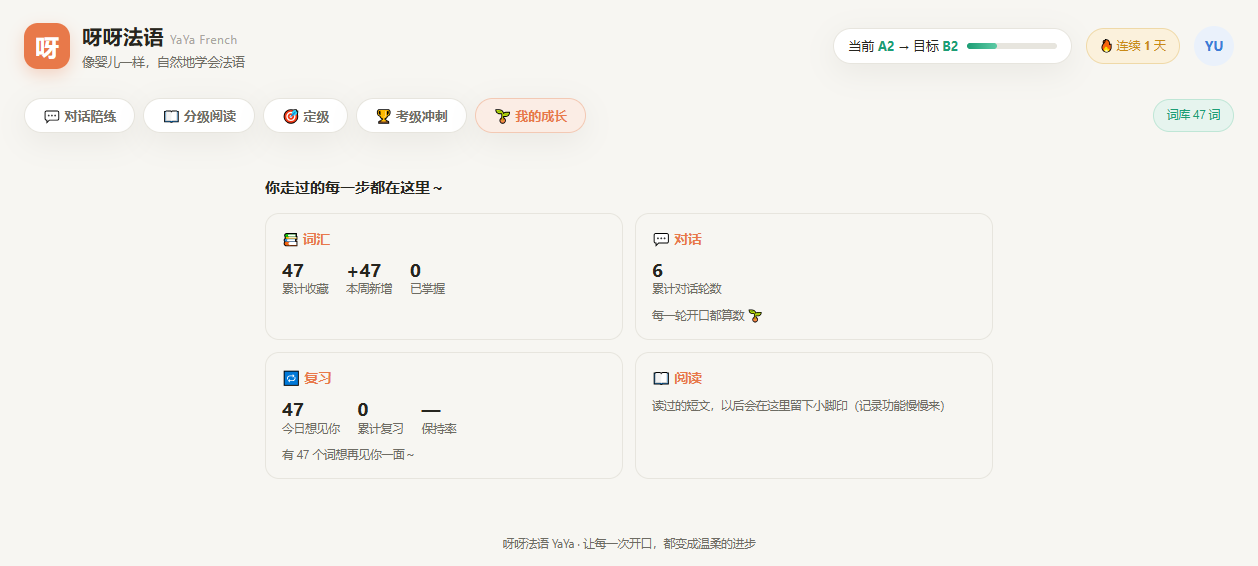 呀
呀呀法语 YaYa French
像婴儿一样，自然地学会法语
当前 A2 → 目标 B2
连续 1 天
YU
对话陪练
分级阅读
定级
考级冲刺
我的成长
词库 47 词
你走过的每一步都在这里 ~
词汇
47 +47 0
累计收藏 本周新增 已掌握
对话
6
累计对话轮数
每一轮开口都算数
复习
47 0 —
今日想见你 累计复习 保持率
有 47 个词想再见你一面 ~
阅读
读过的短文，以后会在这里留下小脚印（记录功能慢慢来）
呀呀法语 YaYa · 让每一次开口，都变成温柔的进步